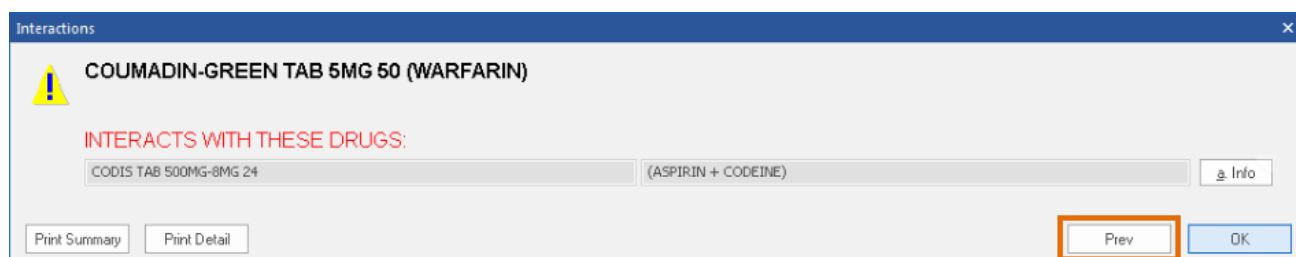 Interactions
COUMADIN-GREEN TAB 5MG 50 (WARFARIN)
INTERACTS WITH THESE DRUGS:
CODIS TAB 500MG-8MG 24 (ASPIRIN + CODEINE) a. Info
Print Summary Print Detail Prev OK